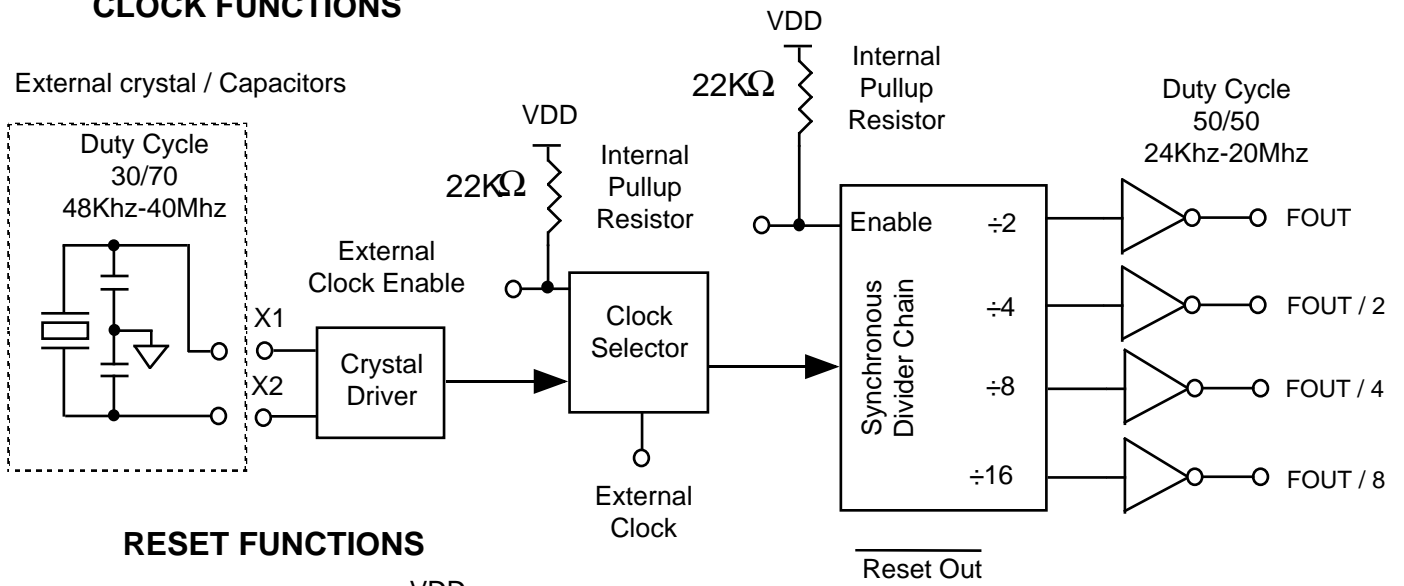 CLOCK FUNCTIONS
External crystal / Capacitors
Duty Cycle
30/70
48Khz-40Mhz
X1
X2
Crystal
Driver
External
Clock Enable
VDD
22KΩ
Internal
Pullup
Resistor
Clock
Selector
External
Clock
VDD
22KΩ
Internal
Pullup
Resistor
Enable
Synchronous
Divider Chain
÷2
÷4
÷8
÷16
Duty Cycle
50/50
24Khz-20Mhz
FOUT
FOUT / 2
FOUT / 4
FOUT / 8
RESET FUNCTIONS
VDD
Reset Out